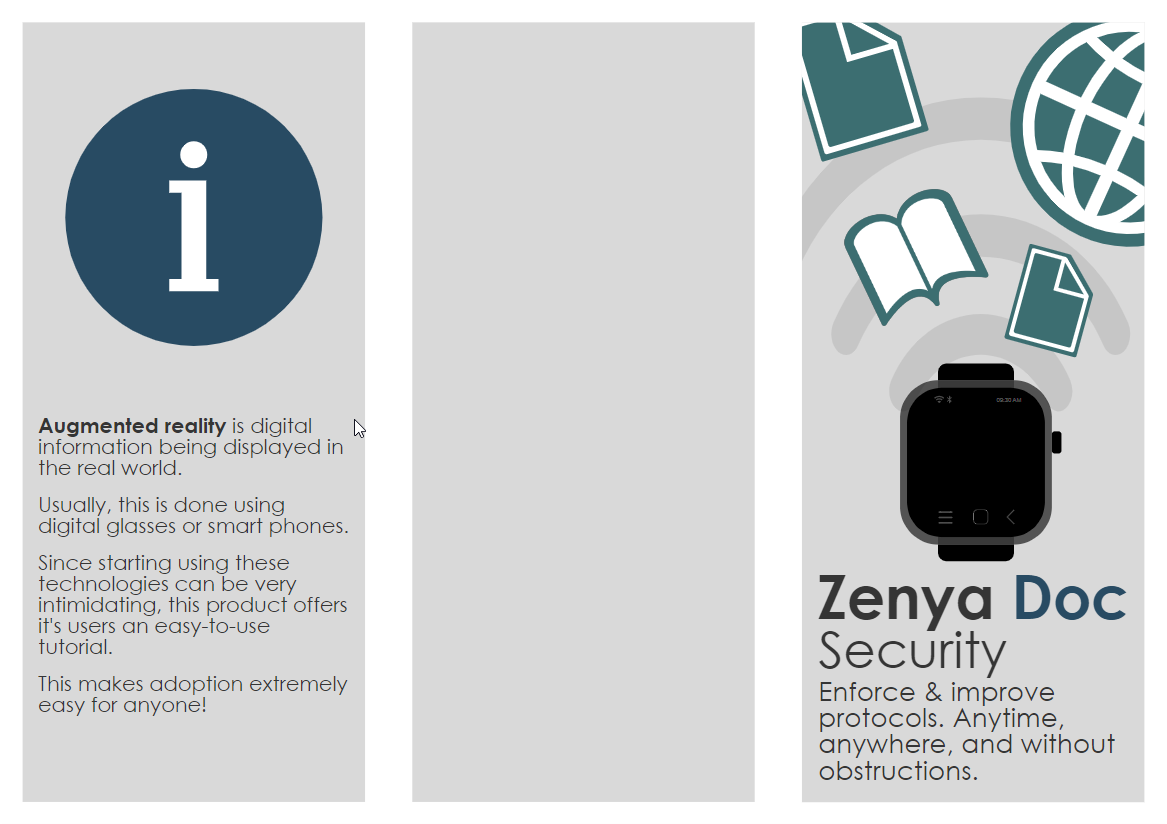 i
Augmented reality is digital
information being displayed in
the real world.
Usually, this is done using
digital glasses or smart phones.
Since starting using these
technologies can be very
intimidating, this product offers
it's users an easy-to-use
tutorial.
This makes adoption extremely
easy for anyone!
09:30 AM
Zenya Doc
Security
Enforce & improve
protocols. Anytime,
anywhere, and without
obstructions.